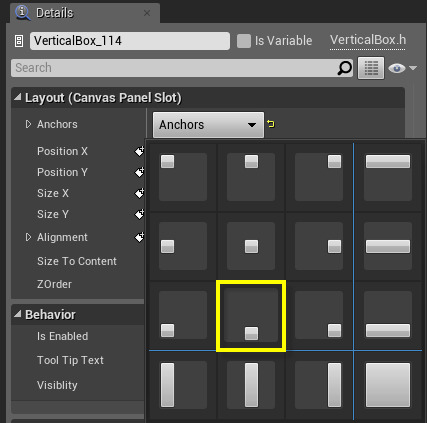 Details
VerticalBox_114
Is Variable
VerticalBox.h
Search
Layout (Canvas Panel Slot)
Anchors
Anchors
Position X
Position Y
Size X
Size Y
Alignment
Size To Content
ZOrder
Behavior
Is Enabled
Tool Tip Text
Visiblity